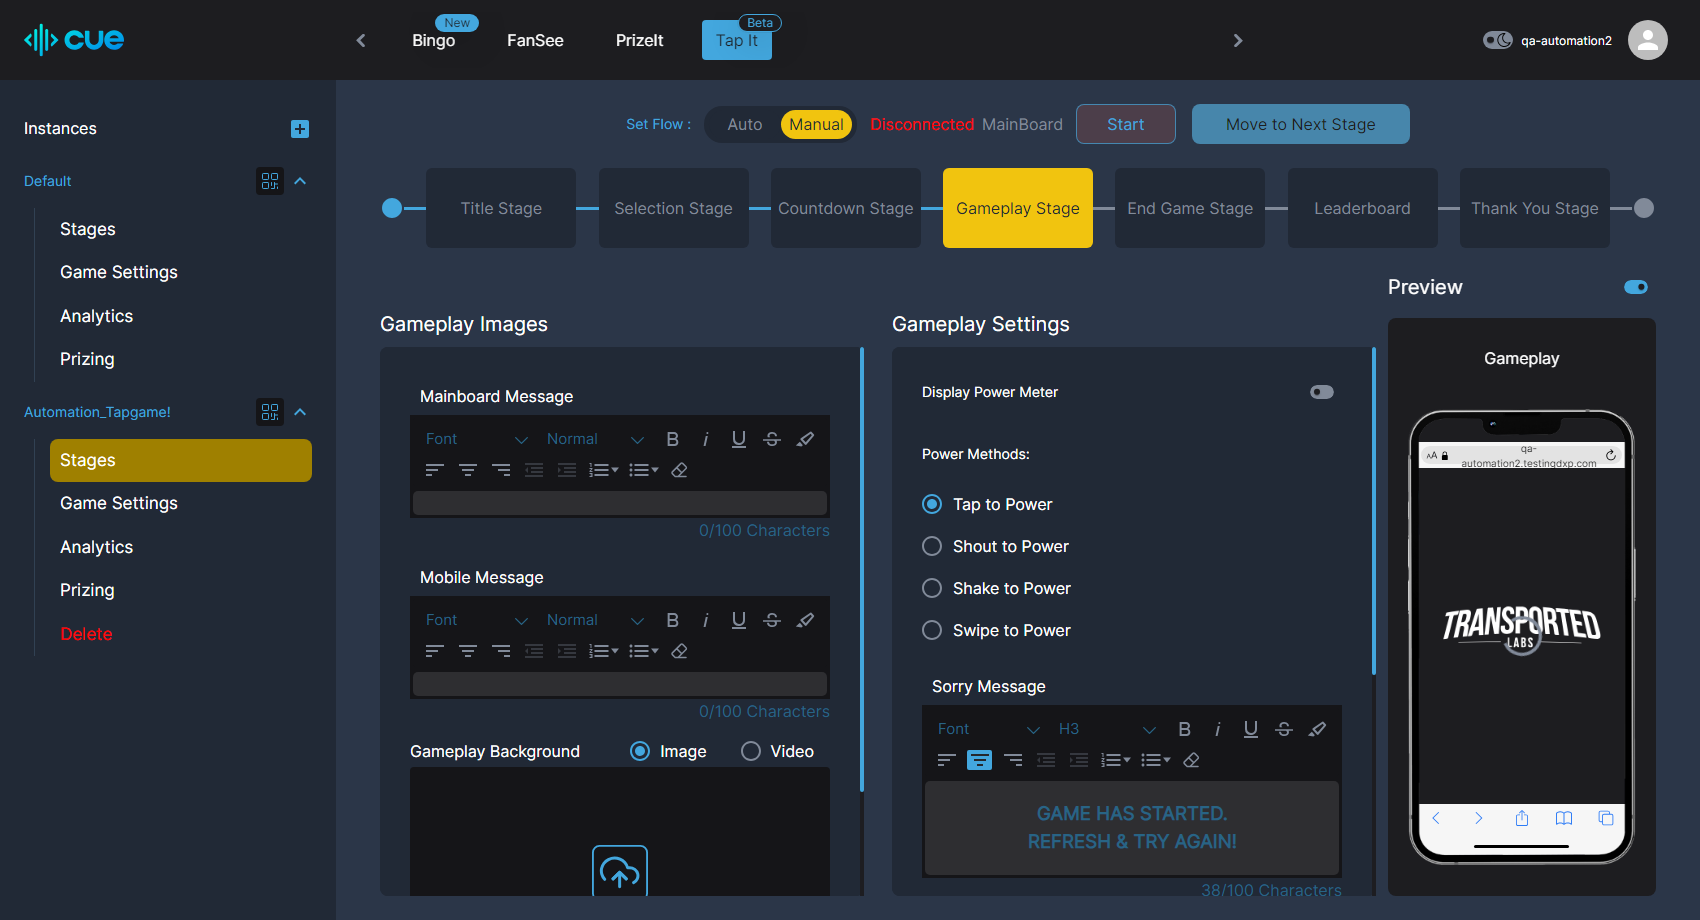 cue
New
Bingo
FanSee
PrizeIt
Beta
Tap It
qa-automation2
Instances
Default
Stages
Game Settings
Analytics
Prizing
Automation_Tapgame!
Stages
Game Settings
Analytics
Prizing
Delete
Set Flow :
Auto
Manual
Disconnected MainBoard
Start
Move to Next Stage
Title Stage
Selection Stage
Countdown Stage
Gameplay Stage
End Game Stage
Leaderboard
Thank You Stage
Gameplay Images
Mainboard Message
Font
Normal
B
i
U
S
0/100 Characters
Mobile Message
Font
Normal
B
i
U
S
0/100 Characters
Gameplay Background
Image
Video
Gameplay Settings
Display Power Meter
Power Methods:
Tap to Power
Shout to Power
Shake to Power
Swipe to Power
Sorry Message
Font
H3
B
i
U
S
GAME HAS STARTED.
REFRESH & TRY AGAIN!
38/100 Characters
Preview
Gameplay
AA
qa-
automation2.testingdxp.com
TRANSPORTED
LABS